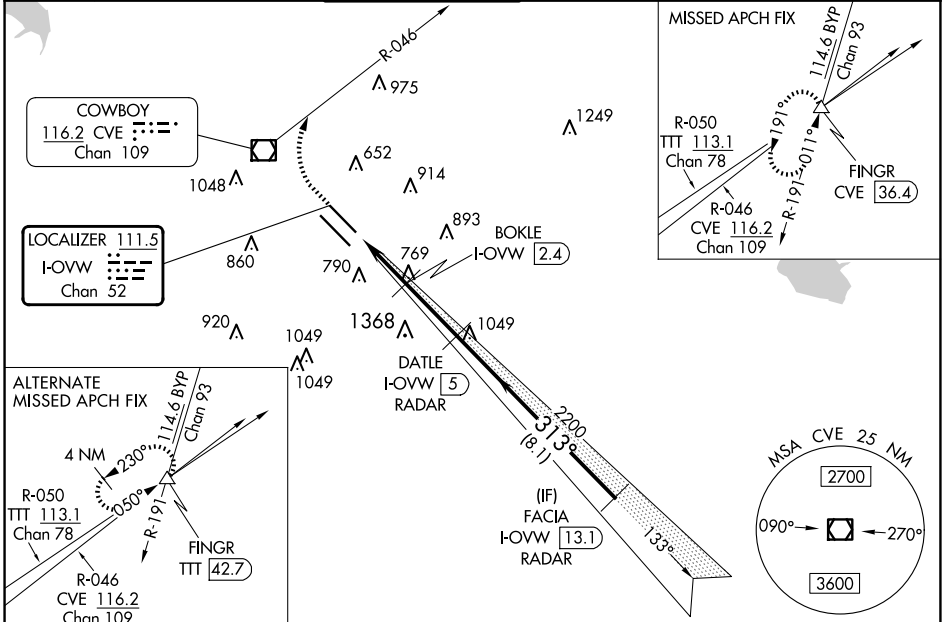 R-046
975
COWBOY
116.2 CVE
Chan 109
1249
652
1048
914
893
LOCALIZER 111.5
I-OVW
Chan 52
860
790
769
BOKLE
I-OVW 2.4
920
1368
1049
1049
1049
DATLE
I-OVW 5
RADAR
2200
313°
(8.1)
(IF)
FACIA
I-OVW 13.1
RADAR
133°
MISSED APCH FIX
114.6 BYP
Chan 93
191°
R-050
TTT 113.1
Chan 78
R-191
011°
FINGR
CVE 36.4
R-046
CVE 116.2
Chan 109
ALTERNATE
MISSED APCH FIX
114.6 BYP
Chan 93
4 NM
230°
R-050
TTT 113.1
Chan 78
050°
R-191
FINGR
TTT 42.7
R-046
CVE 116.2
Chan 109
MSA CVE 25 NM
2700
090°
270°
3600